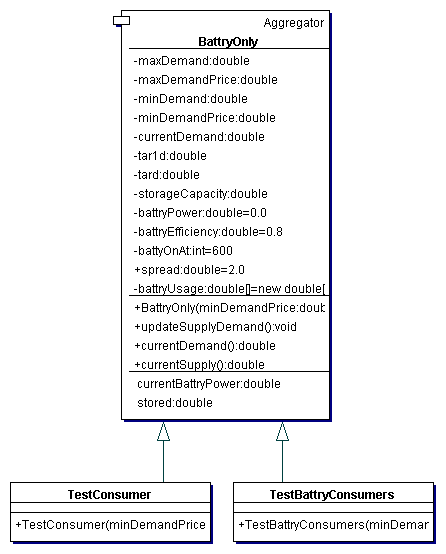 Aggregator
BattryOnly
-maxDemand:double
-maxDemandPrice:double
-minDemand:double
-minDemandPrice:double
-currentDemand:double
-tar1d:double
-tard:double
-storageCapacity:double
-battryPower:double=0.0
-battryEfficiency:double=0.8
-battyOnAt:int=600
+spread:double=2.0
-battryUsage:double[]=new double[
+BattryOnly(minDemandPrice:doub
+updateSupplyDemand():void
+currentDemand():double
+currentSupply():double
currentBattryPower:double
stored:double
TestConsumer
+TestConsumer(minDemandPrice
TestBattryConsumers
+TestBattryConsumers(minDemar